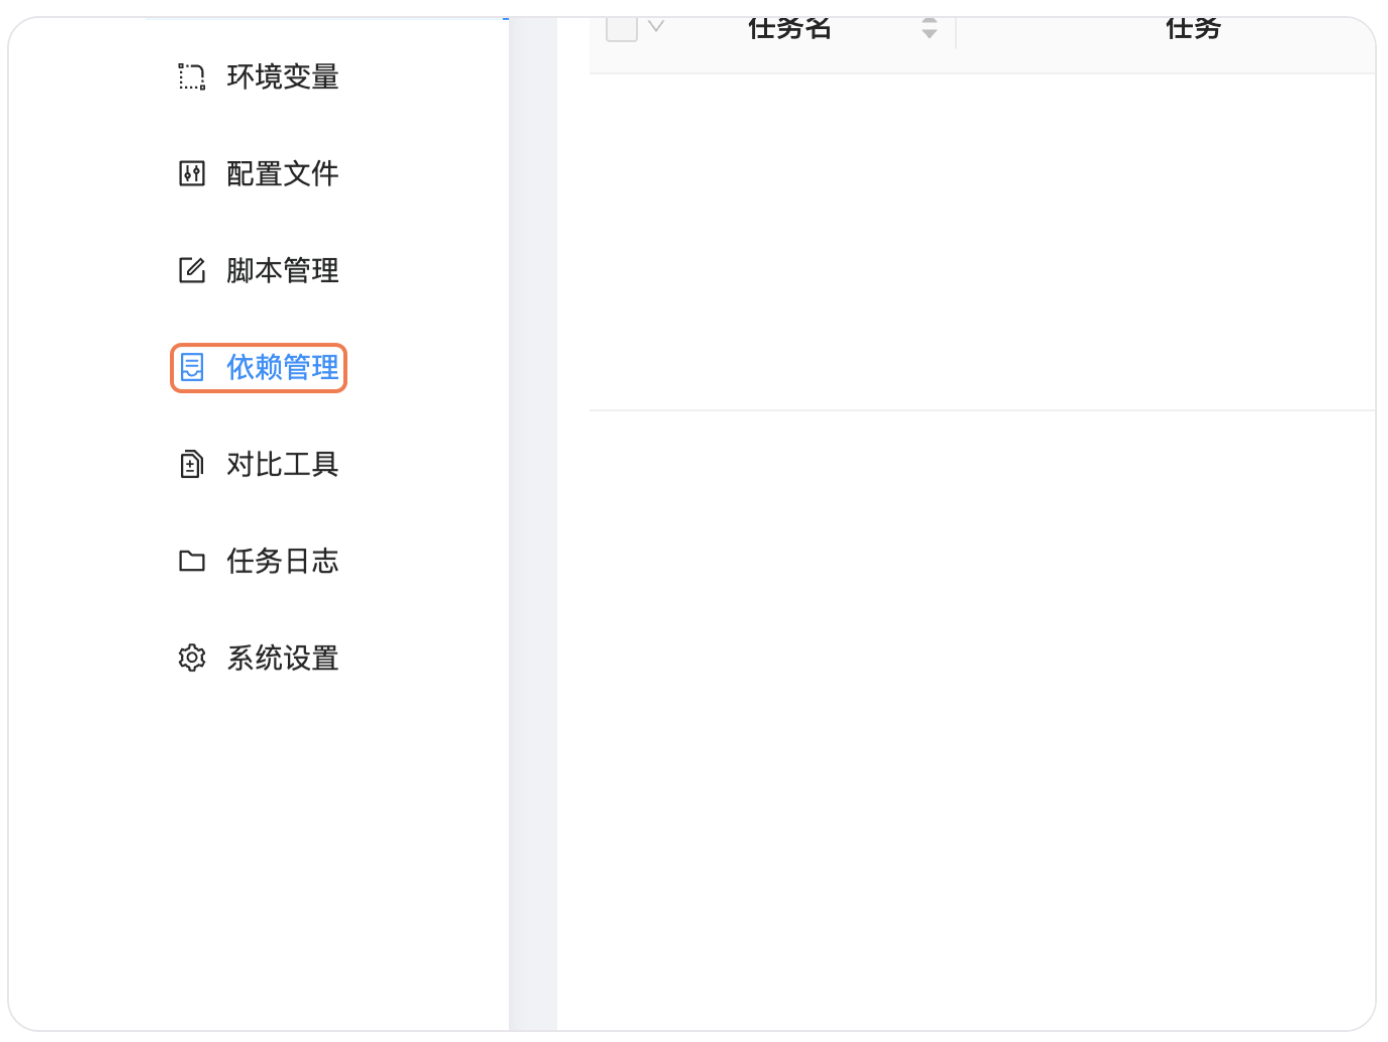 任务名
任务
环境变量
配置文件
脚本管理
依赖管理
对比工具
任务日志
系统设置